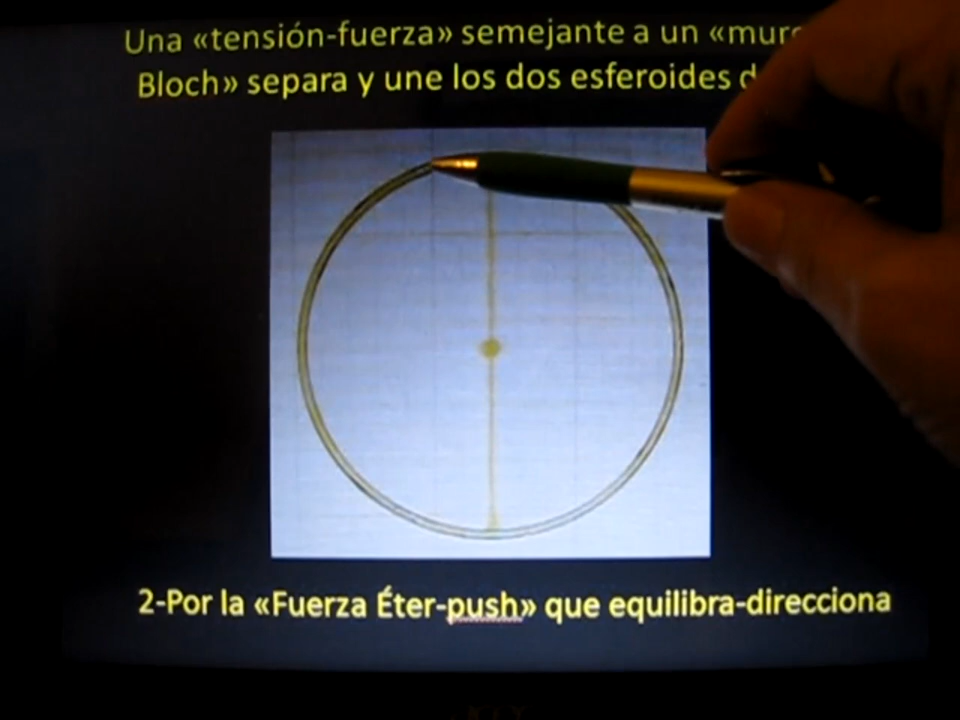 Una «tensión-fuerza» semejante a un
Bloch» separa y une los dos esferoides
2-Por la «Fuerza Éter-push» que equilibra-direcciona